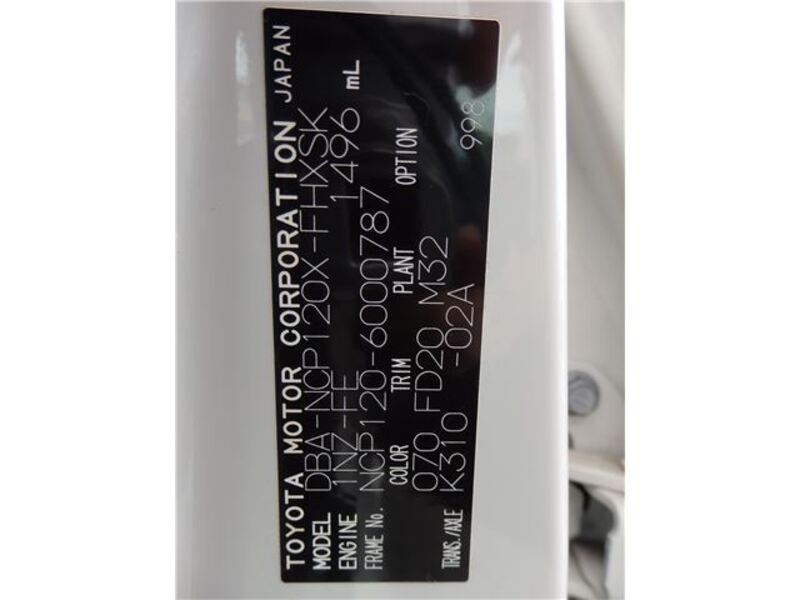 TOYOTA MOTOR CORPORATION JAPAN
MODEL DBA-NCP120X-FHXSK
ENGINE 1NZ-FE 1496 mL
FRAME No. NCP120-6000787
COLOR TRIM PLANT OPTION
070 FD20 M32
TRANS./AXLE K310 -02A 998